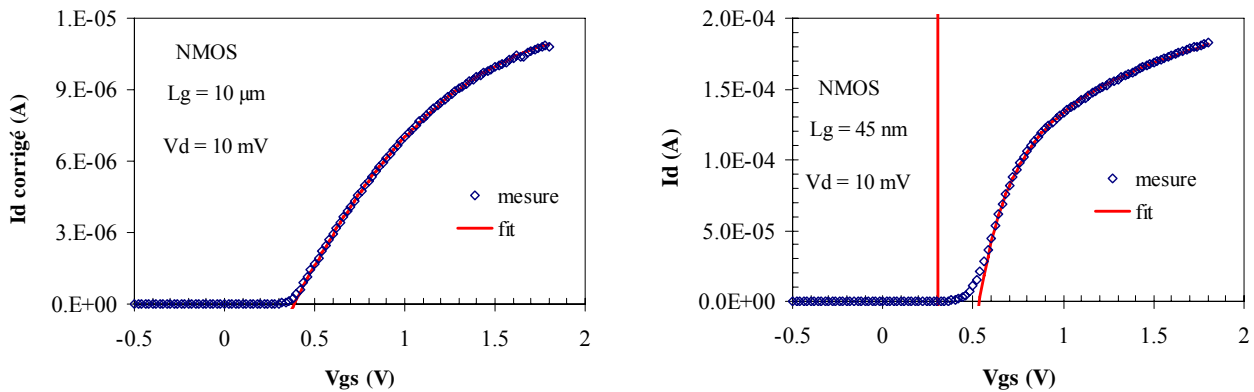 1.E-05
NMOS
Lg = 10 µm
9.E-06
Vd = 10 mV
6.E-06
mesure
fit
3.E-06
0.E+00
-0.5
0
0.5
1
1.5
2
Vgs (V)
Id corrigé (A)
2.0E-04
NMOS
1.5E-04
Lg = 45 nm
Vd = 10 mV
1.0E-04
mesure
fit
5.0E-05
0.0E+00
-0.5
0
0.5
1
1.5
2
Vgs (V)
Id (A)